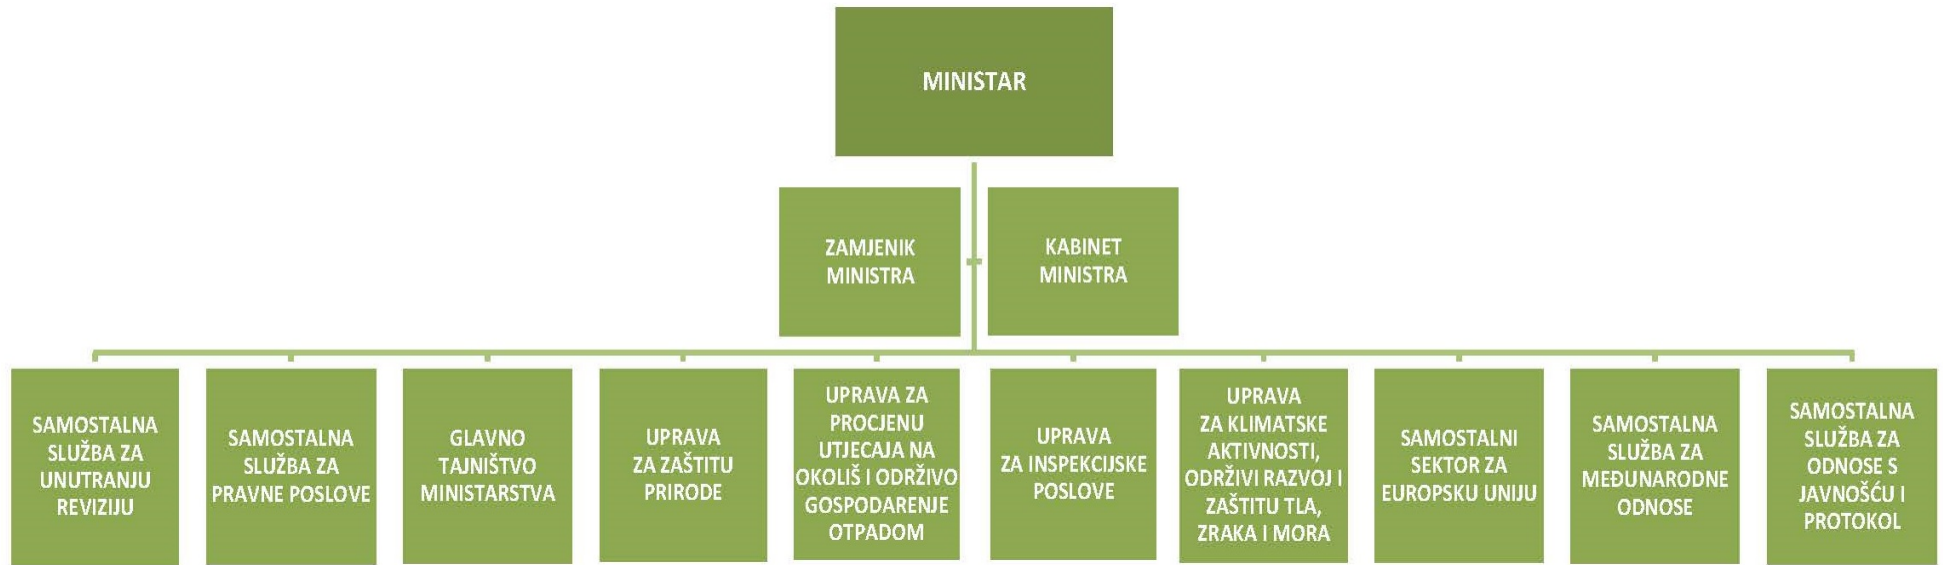 MINISTAR
ZAMJENIK
MINISTRA
KABINET
MINISTRA
SAMOSTALNA
SLUŽBA ZA
UNUTRANJU
REVIZIJU
SAMOSTALNA
SLUŽBA ZA
PRAVNE POSLOVE
GLAVNO
TAJNIŠTVO
MINISTARSTVA
UPRAVA
ZA ZAŠTITU
PRIRODE
UPRAVA ZA
PROCJENU
UTJECAJA NA
OKOLIŠ I ODRŽIVO
GOSPODARENJE
OTPADOM
UPRAVA
ZA INSPEKCIJSKE
POSLOVE
UPRAVA
ZA KLIMATSKE
AKTIVNOSTI,
ODRŽIVI RAZVOJ I
ZAŠTITU TLA,
ZRAKA I MORA
SAMOSTALNI
SEKTOR ZA
EUROPSKU UNIJU
SAMOSTALNA
SLUŽBA ZA
MEĐUNARODNE
ODNOSE
SAMOSTALNA
SLUŽBA ZA
ODNOSE S
JAVNOŠĆU I
PROTOKOL